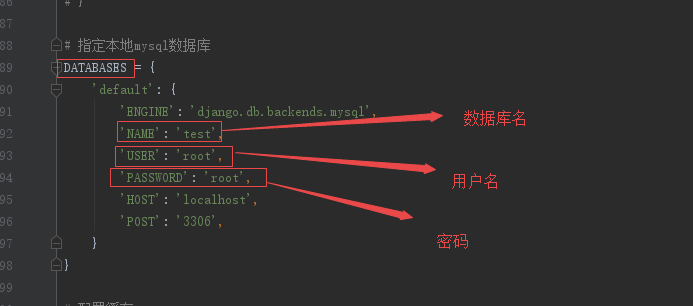 86 # }
87
88 # 指定本地mysql数据库
89 DATABASES = {
90 'default': {
91 'ENGINE': 'django.db.backends.mysql',
92 'NAME': 'test',
数据库名
93 'USER': 'root',
用户名
94 'PASSWORD': 'root',
密码
95 'HOST': 'localhost',
96 'POST': '3306',
97 }
98 }
99